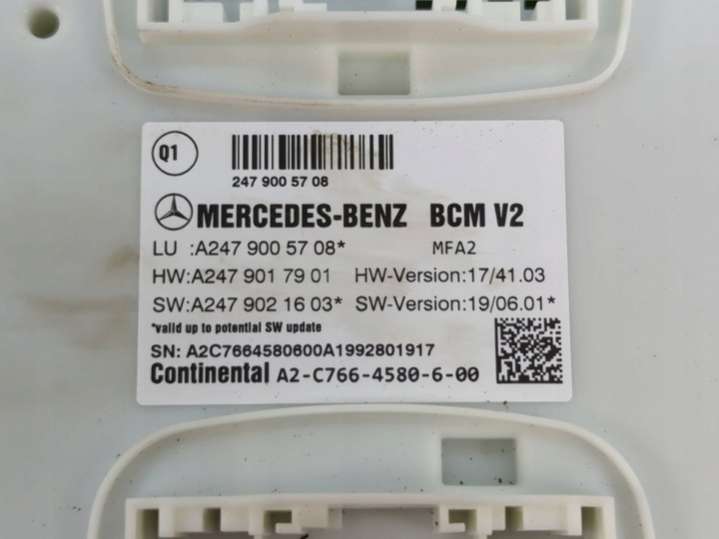 Q1
247 900 57 08
MERCEDES-BENZ BCM V2
LU :A247 900 57 08* MFA2
HW:A247 901 79 01 HW-Version:17/41.03
SW:A247 902 16 03* SW-Version:19/06.01*
*valid up to potential SW update
SN: A2C7664580600A1992801917
Continental A2-C766-4580-6-00